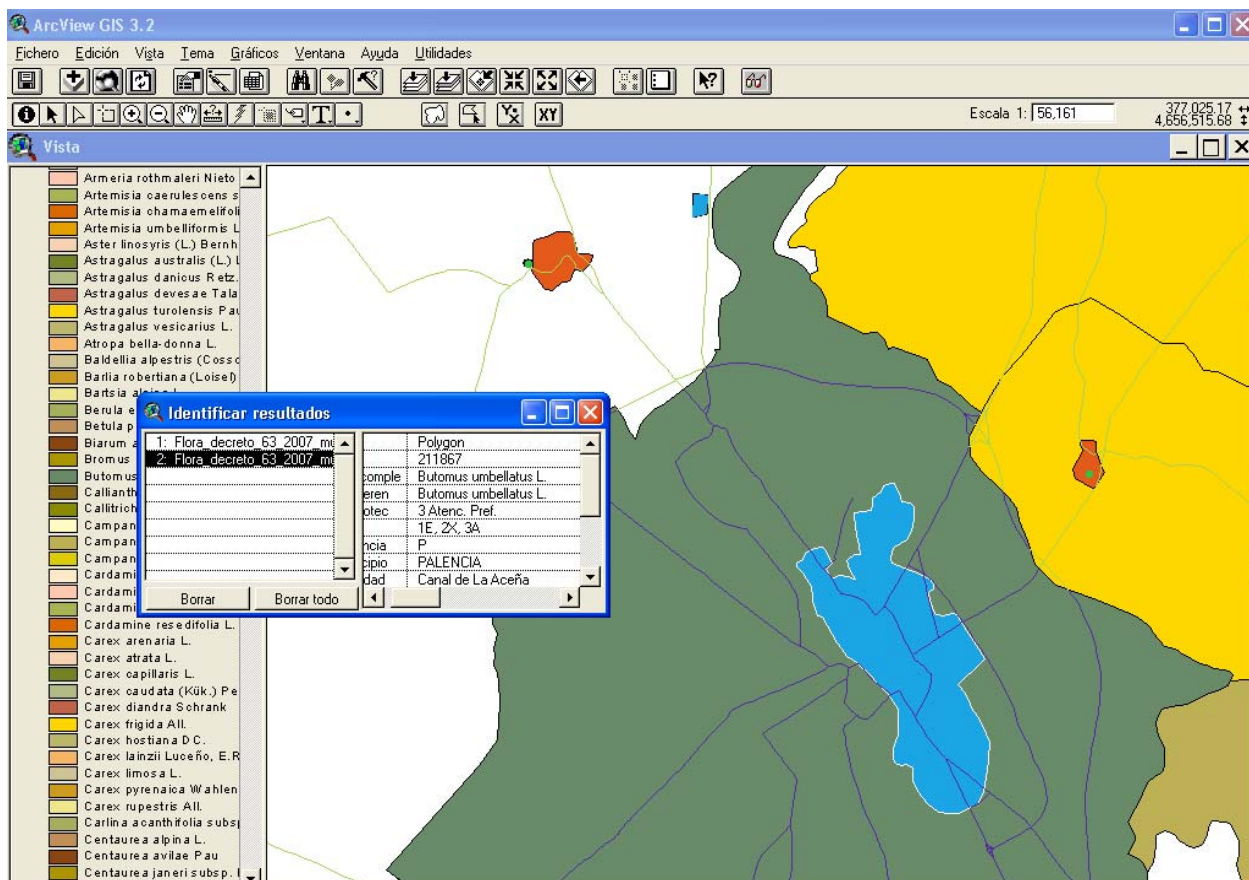 ArcView GIS 3.2
Fichero Edición Vista Tema Gráficos Ventana Ayuda Utilidades
Escala 1: 56,161
377,025.17
4,656,515.68
Vista
Armeria rothmaleri Nieto
Artemisia caerulescens s
Artemisia chamaemelifoli
Artemisia umbelliformis L
Aster linosyris (L.) Bernh
Astragalus australis (L.) L
Astragalus danicus Retz.
Astragalus devesae Tala
Astragalus turolensis Pau
Astragalus vesicarius L.
Atropa bella-donna L.
Baldellia alpestris (Cosso
Barlia robertiana (Loisel)
Bartsia alpina L.
Berula e
Betula p
Biarum a
Bromus
Butomus
Callianth
Callitrich
Campan
Campan
Campan
Cardami
Cardami
Cardami
Cardamine resedifolia L.
Carex arenaria L.
Carex atrata L.
Carex capillaris L.
Carex caudata (Kük.) Pe
Carex diandra Schrank
Carex frigida All.
Carex hostiana DC.
Carex lainzii Luceño, E.R
Carex limosa L.
Carex pyrenaica Wahlen
Carex rupestris All.
Carlina acanthifolia subsp
Centaurea alpina L.
Centaurea avilae Pau
Centaurea janeri subsp. l
Identificar resultados
1: Flora_decreto_63_2007_mu
2: Flora_decreto_63_2007_mu
Polygon
211867
comple Butomus umbellatus L.
eren Butomus umbellatus L.
otec 3 Atenc. Pref.
1E, 2X, 3A
ncia P
cipio PALENCIA
dad Canal de La Aceña
Borrar Borrar todo